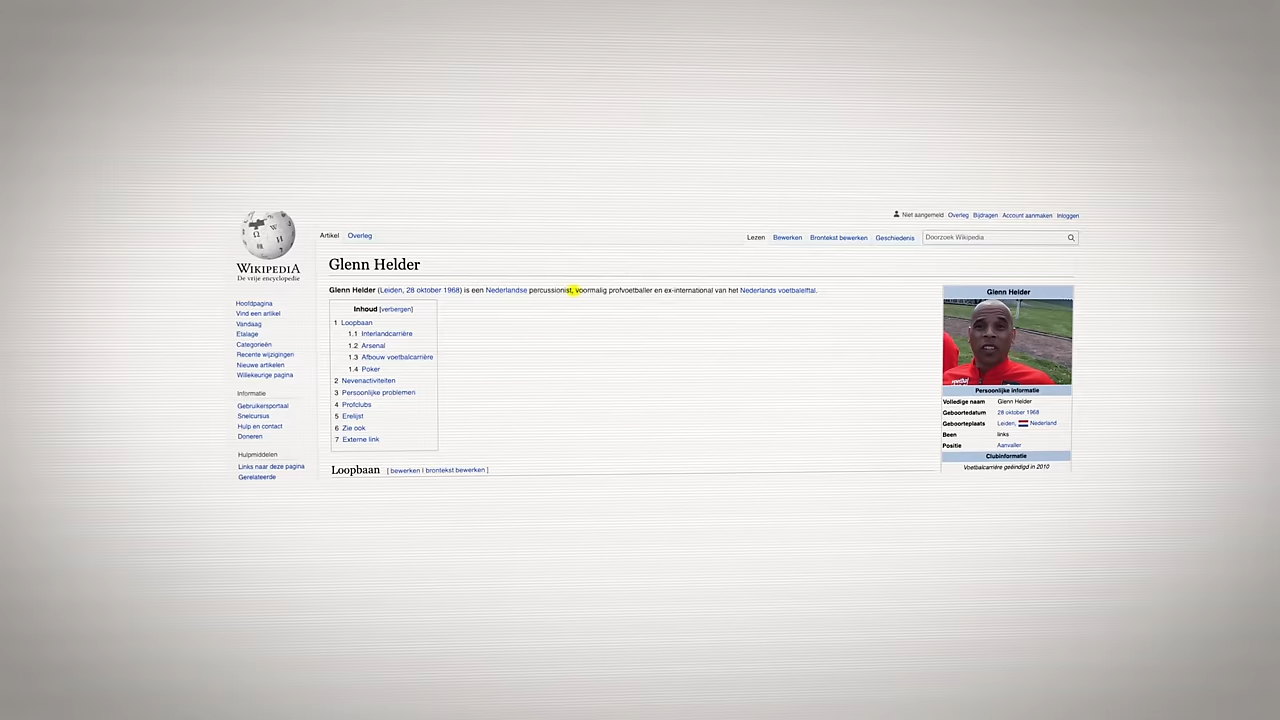 Niet aangemeld Overleg Bijdragen Account aanmaken Inloggen
Artikel Overleg
Lezen Bewerken Brontekst bewerken Geschiedenis Doorzoek Wikipedia
WIKIPEDIA
De vrije encyclopedie
Hoofdpagina
Vind een artikel
Vandaag
Etalage
Categorieën
Recente wijzigingen
Nieuwe artikelen
Willekeurige pagina
Informatie
Gebruikersportaal
Snelcursus
Hulp en contact
Doneren
Hulpmiddelen
Links naar deze pagina
Gerelateerde
Glenn Helder
Glenn Helder (Leiden, 28 oktober 1968) is een Nederlandse percussionist, voormalig profvoetballer en ex-international van het Nederlands voetbalelftal.
Inhoud [verbergen]
1 Loopbaan
1.1 Interlandcarrière
1.2 Arsenal
1.3 Afbouw voetbalcarrière
1.4 Poker
2 Nevenactiviteiten
3 Persoonlijke problemen
4 Profclubs
5 Erelijst
6 Zie ook
7 Externe link
Loopbaan [ bewerken | brontekst bewerken ]
Glenn Helder
voetbal
Persoonlijke informatie
Volledige naam Glenn Helder
Geboortedatum 28 oktober 1968
Geboorteplaats Leiden, Nederland
Been links
Positie Aanvaller
Clubinformatie
Voetbalcarrière geëindigd in 2010